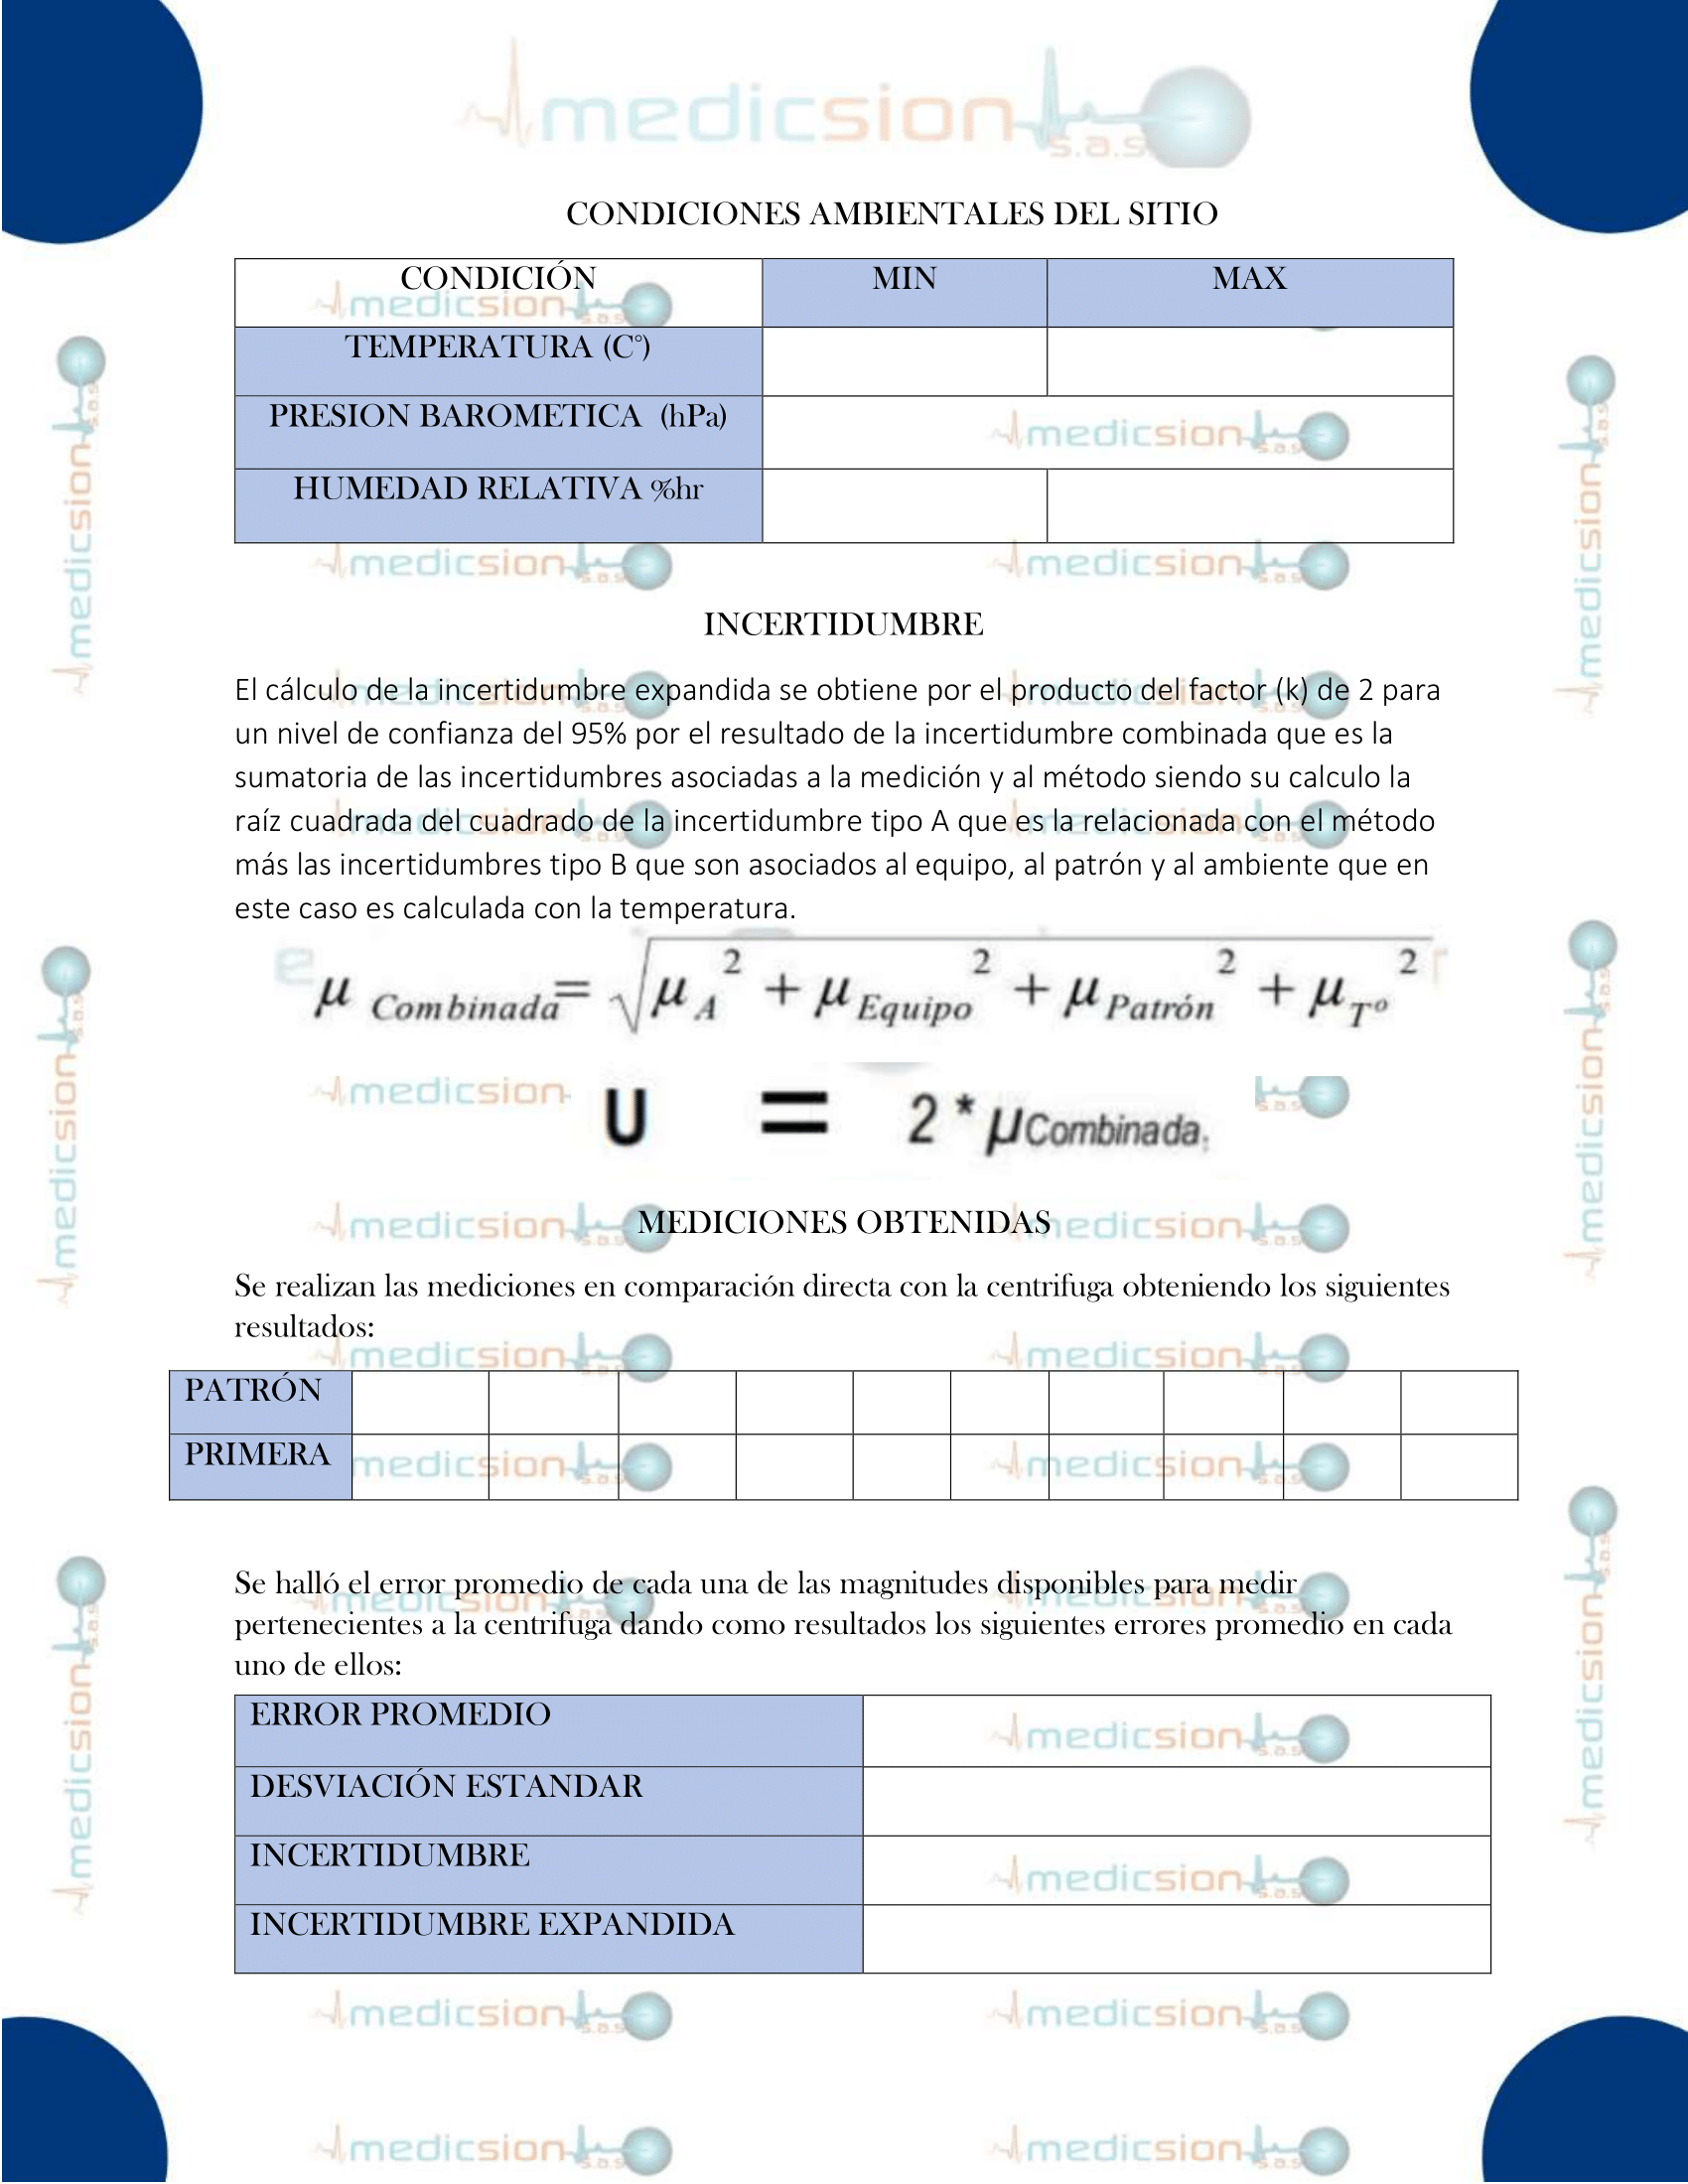 medicsion s.a.s
CONDICIONES AMBIENTALES DEL SITIO
CONDICIÓN MIN MAX
TEMPERATURA (C°)
PRESION BAROMETICA (hPa)
HUMEDAD RELATIVA %hr
INCERTIDUMBRE
El cálculo de la incertidumbre expandida se obtiene por el producto del factor (k) de 2 para
un nivel de confianza del 95% por el resultado de la incertidumbre combinada que es la
sumatoria de las incertidumbres asociadas a la medición y al método siendo su calculo la
raíz cuadrada del cuadrado de la incertidumbre tipo A que es la relacionada con el método
más las incertidumbres tipo B que son asociados al equipo, al patrón y al ambiente que en
este caso es calculada con la temperatura.
μ Combinada = √ μ A ² + μ Equipo ² + μ Patrón ² + μ T° ²
U = 2 * μ Combinada,
MEDICIONES OBTENIDAS
Se realizan las mediciones en comparación directa con la centrifuga obteniendo los siguientes
resultados:
PATRÓN
PRIMERA
Se halló el error promedio de cada una de las magnitudes disponibles para medir
pertenecientes a la centrifuga dando como resultados los siguientes errores promedio en cada
uno de ellos:
ERROR PROMEDIO
DESVIACIÓN ESTANDAR
INCERTIDUMBRE
INCERTIDUMBRE EXPANDIDA